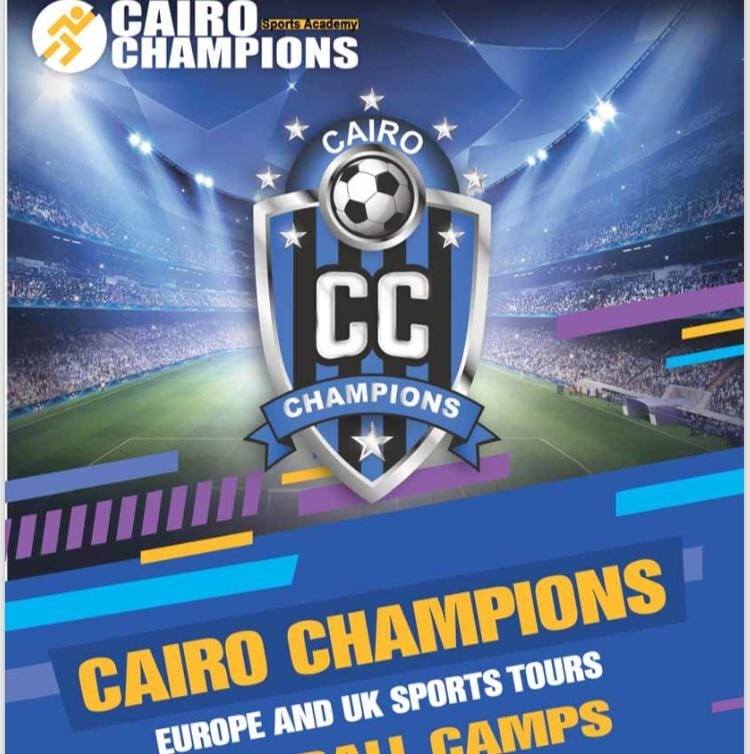 CAIRO Sports Academy
CHAMPIONS
CAIRO
CC
CHAMPIONS
CAIRO CHAMPIONS
EUROPE AND UK SPORTS TOURS
CAMPS